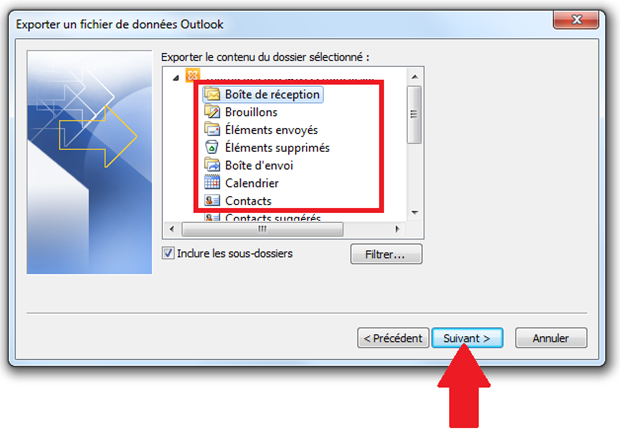 Exporter un fichier de données Outlook
Exporter le contenu du dossier sélectionné :
Boîte de réception
Brouillons
Éléments envoyés
Éléments supprimés
Boîte d'envoi
Calendrier
Contacts
Contacts suggérés
Inclure les sous-dossiers
Filtrer...
< Précédent
Suivant >
Annuler